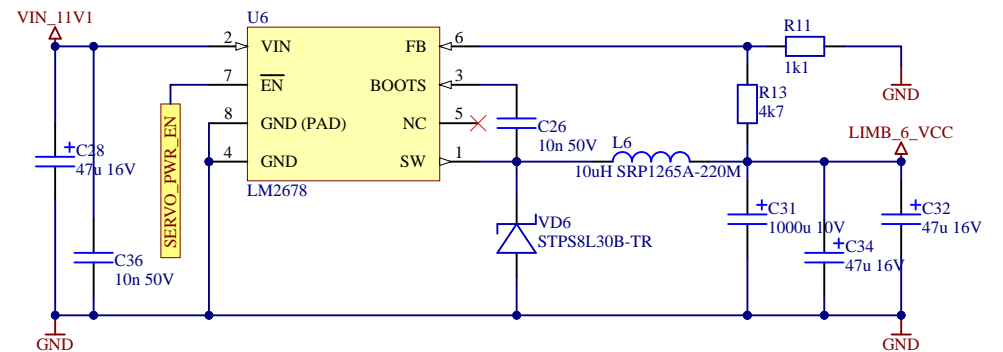 VIN_11V1
U6
2
VIN
FB
6
R11
1k1
7
EN
BOOTS
3
R13
4k7
GND
8
GND (PAD)
NC
5
C26
10n 50V
LIMB_6_VCC
C28
47u 16V
SERVO_PWR_EN
4
GND
SW
1
L6
10uH SRP1265A-220M
LM2678
C31
1000u 10V
C32
47u 16V
VD6
STPS8L30B-TR
C34
47u 16V
C36
10n 50V
GND
GND